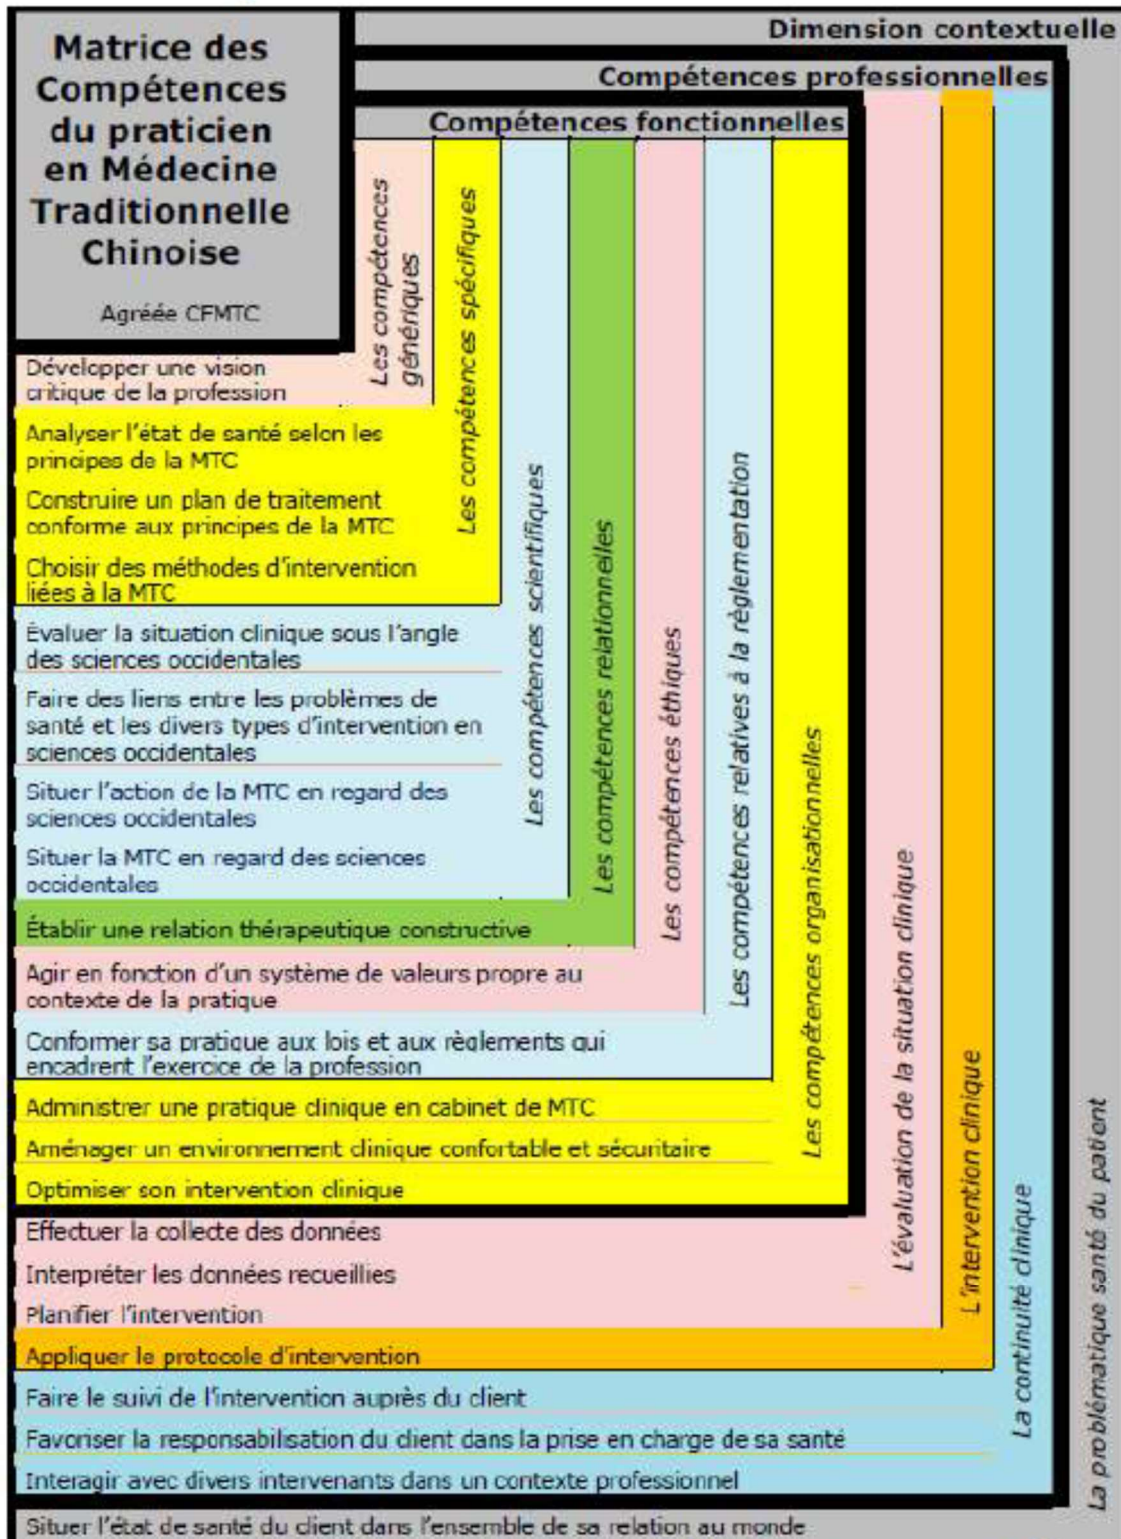 Matrice des
Compétences
du praticien
en Médecine
Traditionnelle
Chinoise
Agréée CFMTC
Dimension contextuelle
Compétences professionnelles
Compétences fonctionnelles
Les compétences
génériques
Les compétences spécifiques
Les compétences scientifiques
Les compétences relationnelles
Les compétences éthiques
Les compétences relatives à la règlementation
Les compétences organisationnelles
L'évaluation de la situation clinique
L'intervention clinique
La continuité clinique
La problématique santé du patient
Développer une vision
critique de la profession
Analyser l'état de santé selon les
principes de la MTC
Construire un plan de traitement
conforme aux principes de la MTC
Choisir des méthodes d'intervention
liées à la MTC
Évaluer la situation clinique sous l'angle
des sciences occidentales
Faire des liens entre les problèmes de
santé et les divers types d'intervention en
sciences occidentales
Situer l'action de la MTC en regard des
sciences occidentales
Situer la MTC en regard des sciences
occidentales
Établir une relation thérapeutique constructive
Agir en fonction d'un système de valeurs propre au
contexte de la pratique
Conformer sa pratique aux lois et aux règlements qui
encadrent l'exercice de la profession
Administrer une pratique clinique en cabinet de MTC
Aménager un environnement clinique confortable et sécuritaire
Optimiser son intervention clinique
Effectuer la collecte des données
Interpréter les données recueillies
Planifier l'intervention
Appliquer le protocole d'intervention
Faire le suivi de l'intervention auprès du client
Favoriser la responsabilisation du client dans la prise en charge de sa santé
Interagir avec divers intervenants dans un contexte professionnel
Situer l'état de santé du client dans l'ensemble de sa relation au monde